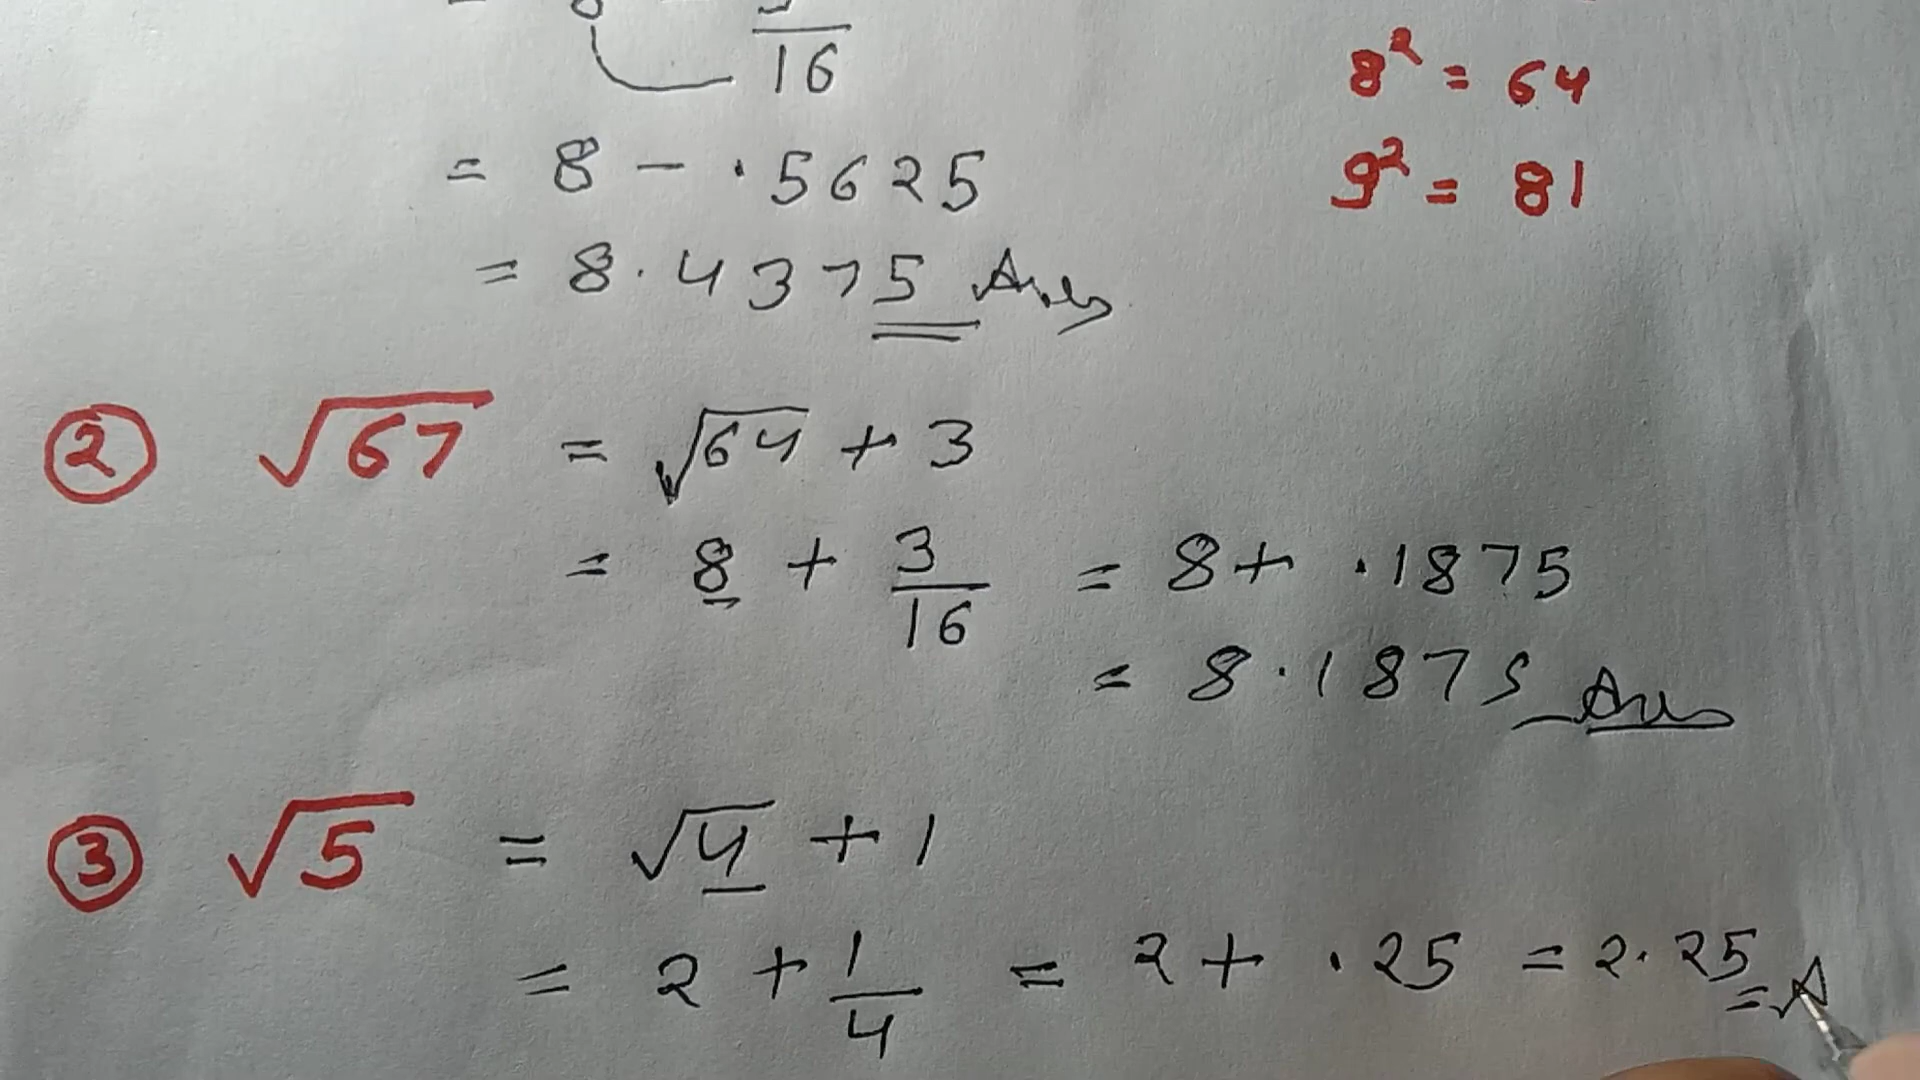 16
8² = 64
= 8 - .5625
9² = 81
= 8.4375 Ans
② √67 = √64 + 3
= 8 + 3/16 = 8 + .1875
= 8.1875 Ans
③ √5 = √4 + 1
= 2 + 1/4 = 2 + .25 = 2.25 A